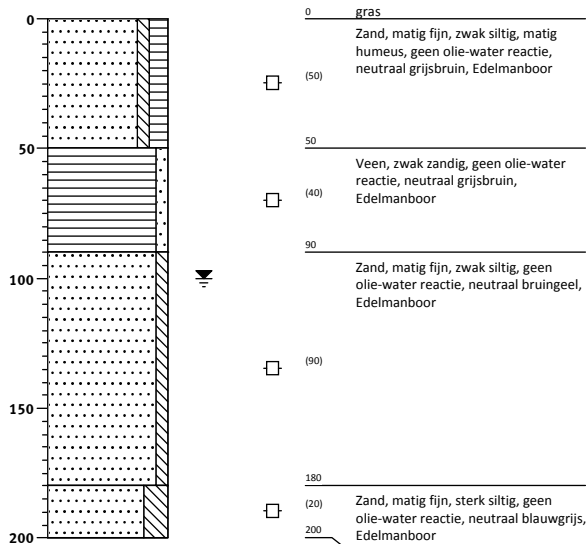 0
50
100
150
200
0
gras
Zand, matig fijn, zwak siltig, matig
humeus, geen olie-water reactie,
neutraal grijsbruin, Edelmanboor
(50)
50
Veen, zwak zandig, geen olie-water
reactie, neutraal grijsbruin,
Edelmanboor
(40)
90
Zand, matig fijn, zwak siltig, geen
olie-water reactie, neutraal bruingeel,
Edelmanboor
(90)
180
Zand, matig fijn, sterk siltig, geen
olie-water reactie, neutraal blauwgrijs,
Edelmanboor
(20)
200